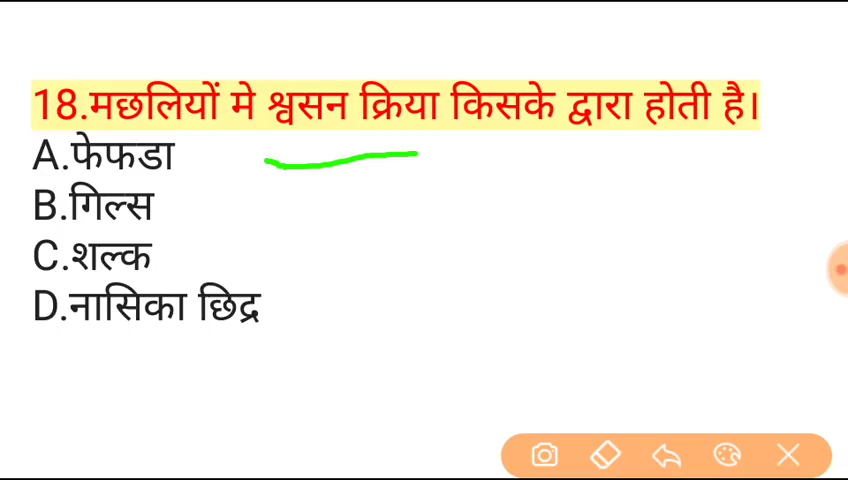 18.मछलियों मे श्वसन क्रिया किसके द्वारा होती है।
A.फेफडा
B.गिल्स
C.शल्क
D.नासिका छिद्र